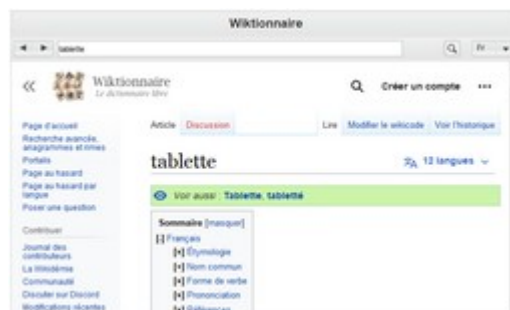 Wiktionnaire
tablette
Fr
Wiktionnaire
Le dictionnaire libre
Créer un compte
Page d'accueil
Recherche avancée,
anagrammes et rimes
Portails
Page au hasard
Page au hasard par
langue
Poser une question
Contribuer
Journal des
contributeurs
La Wikidémie
Communauté
Discuter sur Discord
Modifications récentes
Article Discussion
Lire Modifier le wikicode Voir l'historique
tablette
12 langues
Voir aussi : Tablette, tabletté
Sommaire [masquer]
[-] Français
[+] Étymologie
[+] Nom commun
[+] Forme de verbe
[+] Prononciation
[+] Références